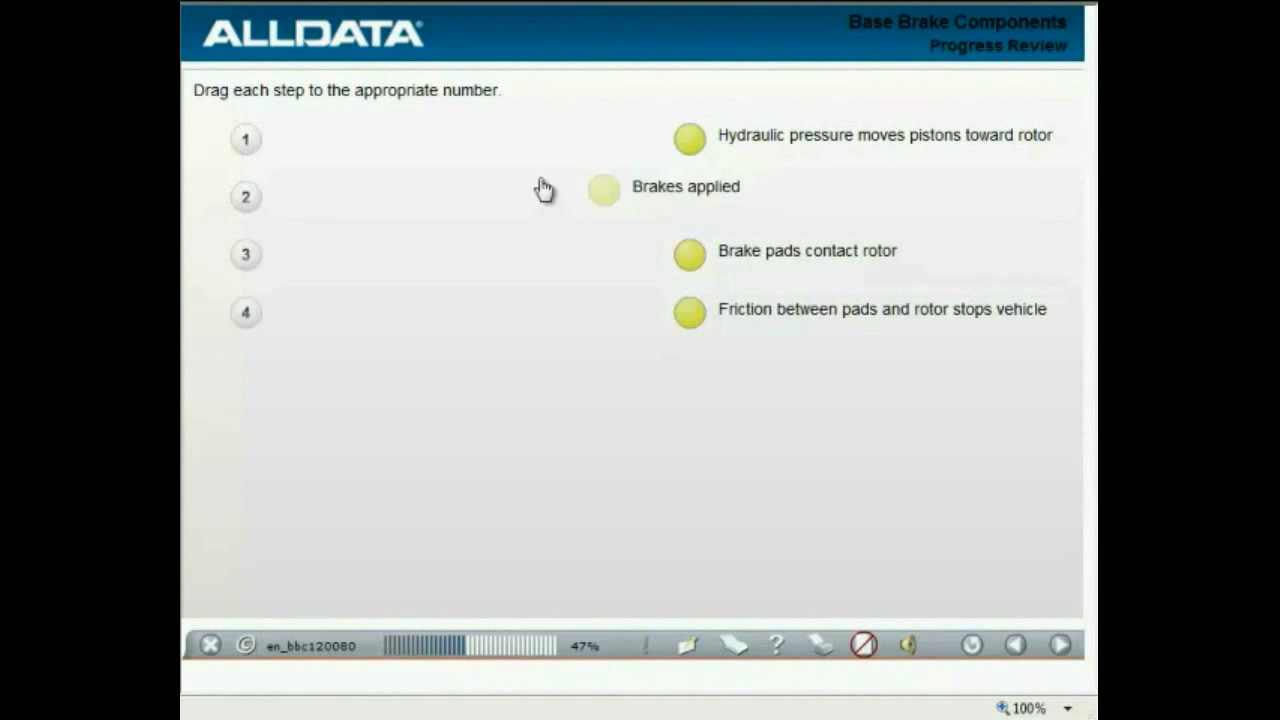 ALLDATA®
Base Brake Components
Progress Review
Drag each step to the appropriate number.
1
Hydraulic pressure moves pistons toward rotor
2
Brakes applied
3
Brake pads contact rotor
4
Friction between pads and rotor stops vehicle
© en_bbc120080 47% ! ?
100%